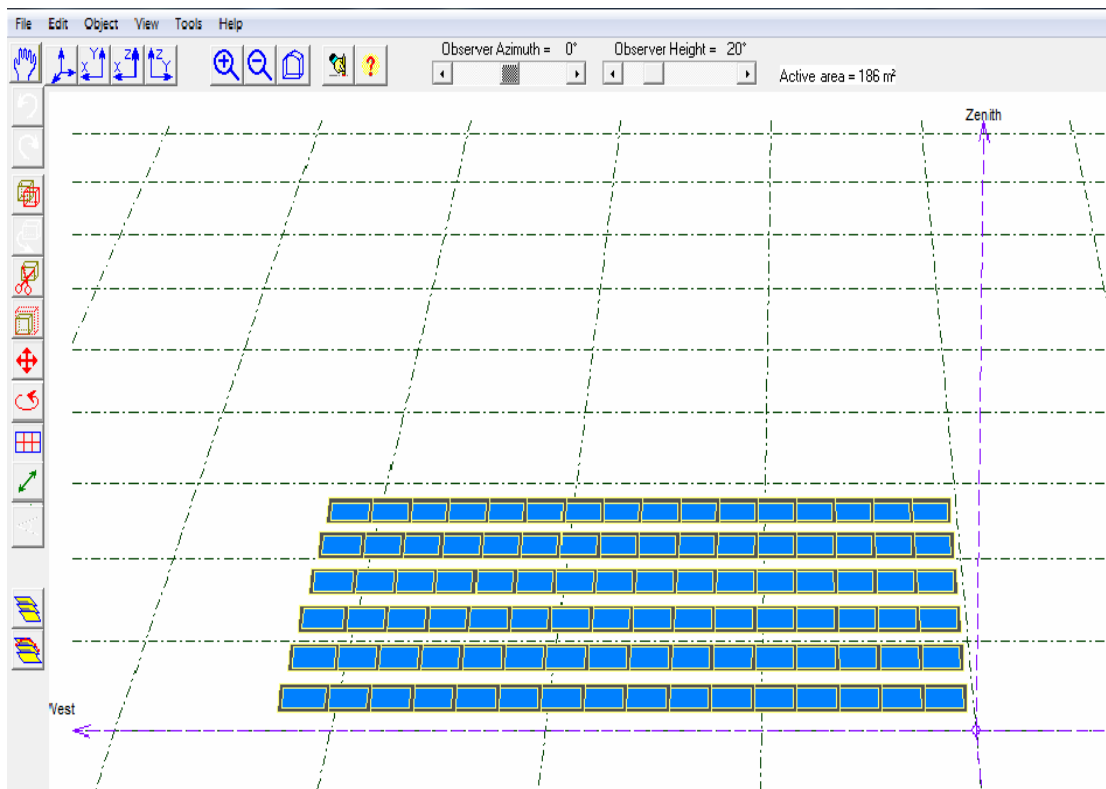 File Edit Object View Tools Help
Observer Azimuth = 0° Observer Height = 20°
Active area = 186 m²
Y X Z X Z Y
?
Zenith
West